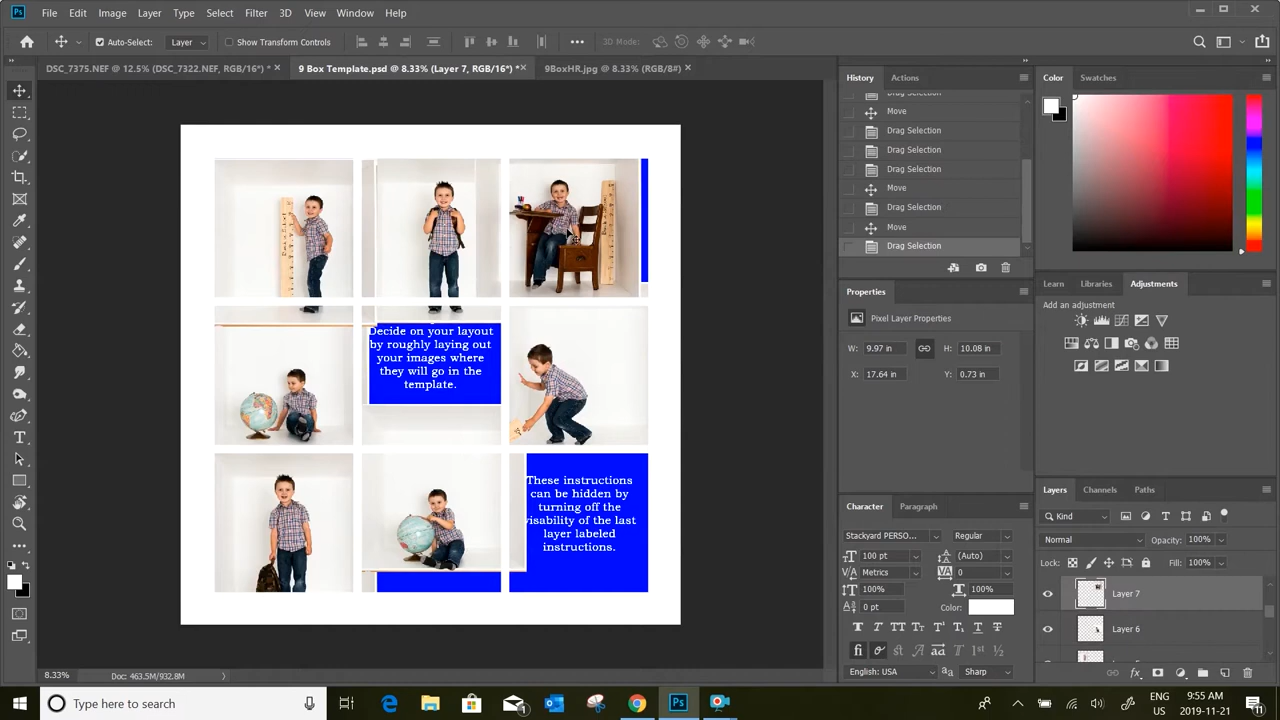 Ps File Edit Image Layer Type Select Filter 3D View Window Help
Auto-Select: Layer Show Transform Controls 3D Mode:
DSC_7375.NEF @ 12.5% (DSC_7322.NEF, RGB/16*) * 9 Box Template.psd @ 8.33% (Layer 7, RGB/16*) * 9BoxHR.jpg @ 8.33% (RGB/8#)
History Actions
Drag Selection
Move
Drag Selection
Drag Selection
Drag Selection
Move
Drag Selection
Move
Drag Selection
Color Swatches
Properties
Pixel Layer Properties
W: 9.97 in H: 10.08 in
X: 17.64 in Y: 0.73 in
Learn Libraries Adjustments
Add an adjustment
Decide on your layout
by roughly laying out
your images where
they will go in the
template.
These instructions
can be hidden by
turning off the
visability of the last
layer labeled
instructions.
Character Paragraph
Stackyard PERSO... Regular
100 pt (Auto)
Metrics 0
100% 100%
0 pt Color:
English: USA Sharp
Layers Channels Paths
Kind
Normal Opacity: 100%
Lock: Fill: 100%
Layer 7
Layer 6
8.33% Doc: 463.5M/932.8M
Type here to search
ENG
US
9:55 AM
2019-11-21